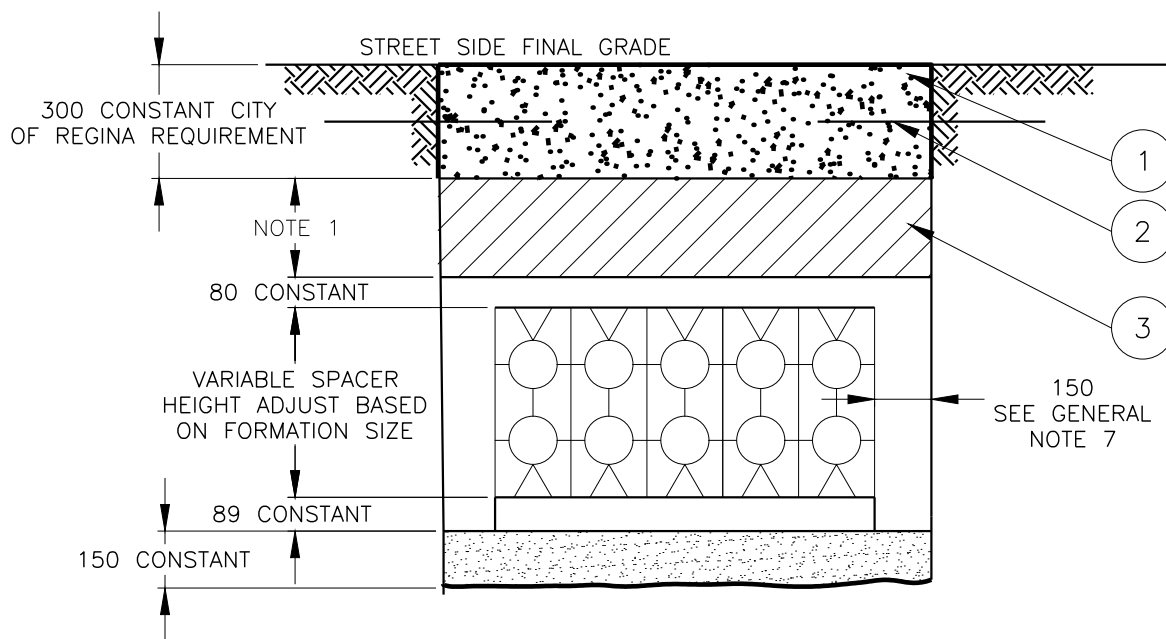 STREET SIDE FINAL GRADE
300 CONSTANT CITY
OF REGINA REQUIREMENT
1
2
NOTE 1
80 CONSTANT
3
VARIABLE SPACER
HEIGHT ADJUST BASED
ON FORMATION SIZE
150
SEE GENERAL
NOTE 7
89 CONSTANT
150 CONSTANT